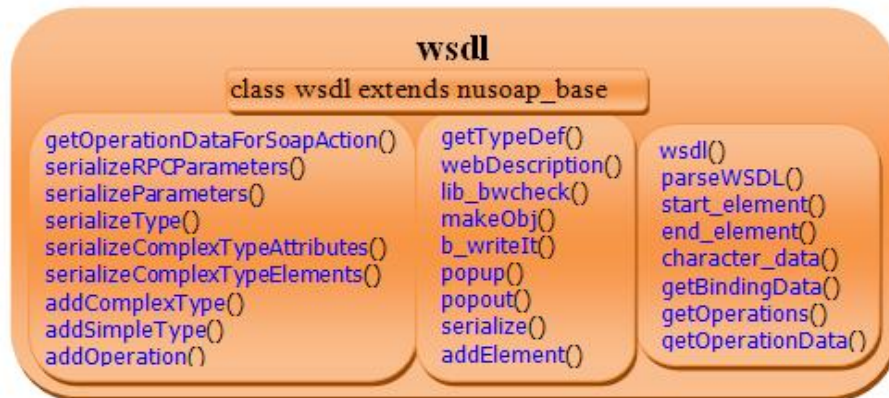 wsdl
class wsdl extends nusoap_base
getOperationDataForSoapAction()
serializeRPCParameters()
serializeParameters()
serializeType()
serializeComplexTypeAttributes()
serializeComplexTypeElements()
addComplexType()
addSimpleType()
addOperation()
getTypeDef()
webDescription()
lib_bwcheck()
makeObj()
b_writeIt()
popup()
popout()
serialize()
addElement()
wsdl()
parseWSDL()
start_element()
end_element()
character_data()
getBindingData()
getOperations()
getOperationData()